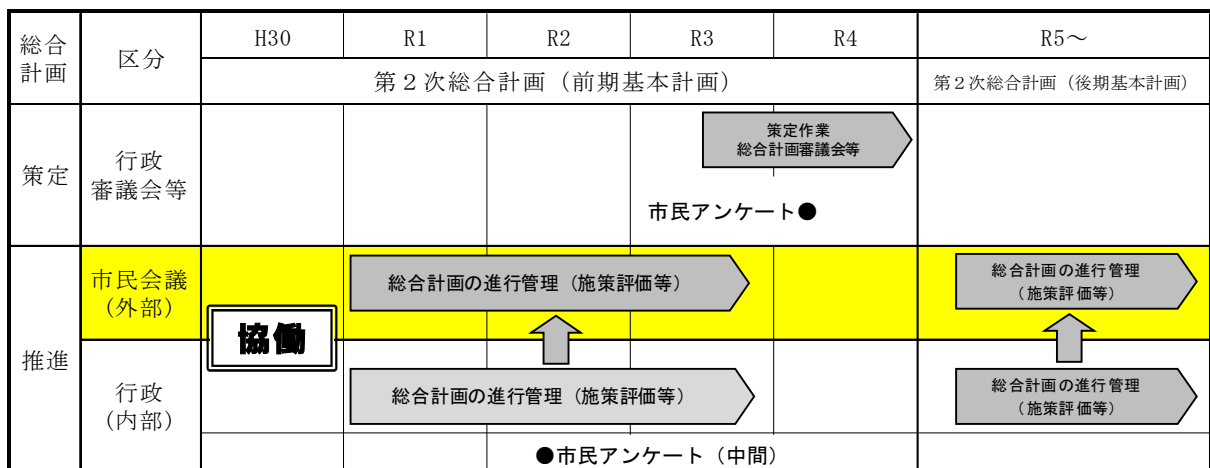 総合
計画
区分
H30
R1
R2
R3
R4
R5～
第２次総合計画（前期基本計画）
第２次総合計画（後期基本計画）
策定
行政
審議会等
策定作業
総合計画審議会等
市民アンケート●
推進
市民会議
（外部）
総合計画の進行管理（施策評価等）
総合計画の進行管理
（施策評価等）
協働
行政
（内部）
総合計画の進行管理（施策評価等）
総合計画の進行管理
（施策評価等）
●市民アンケート（中間）